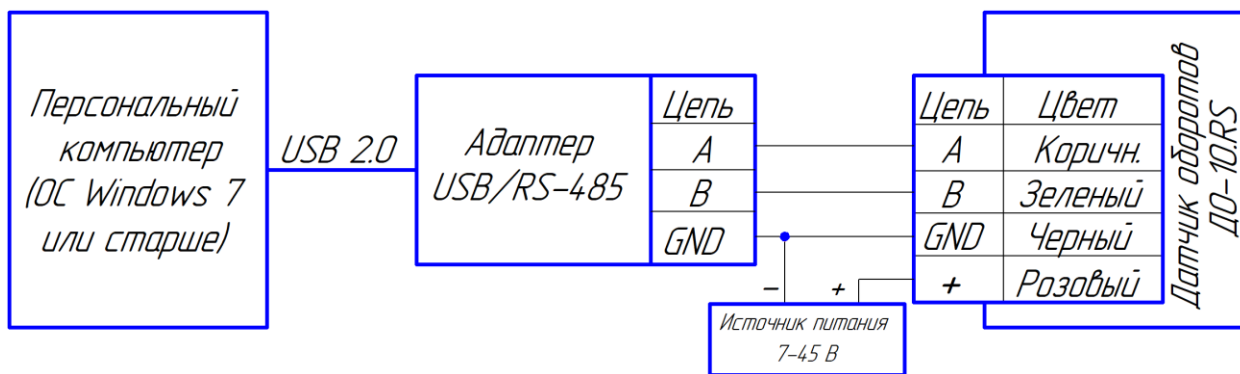 Персональный
компьютер
(ОС Windows 7
или старше)
USB 2.0
Адаптер
USB/RS-485
Цепь
A
B
GND
Цепь Цвет
A Коричн.
B Зеленый
GND Черный
+ Розовый
Датчик оборотов
ДО-10.RS
- +
Источник питания
7-45 В